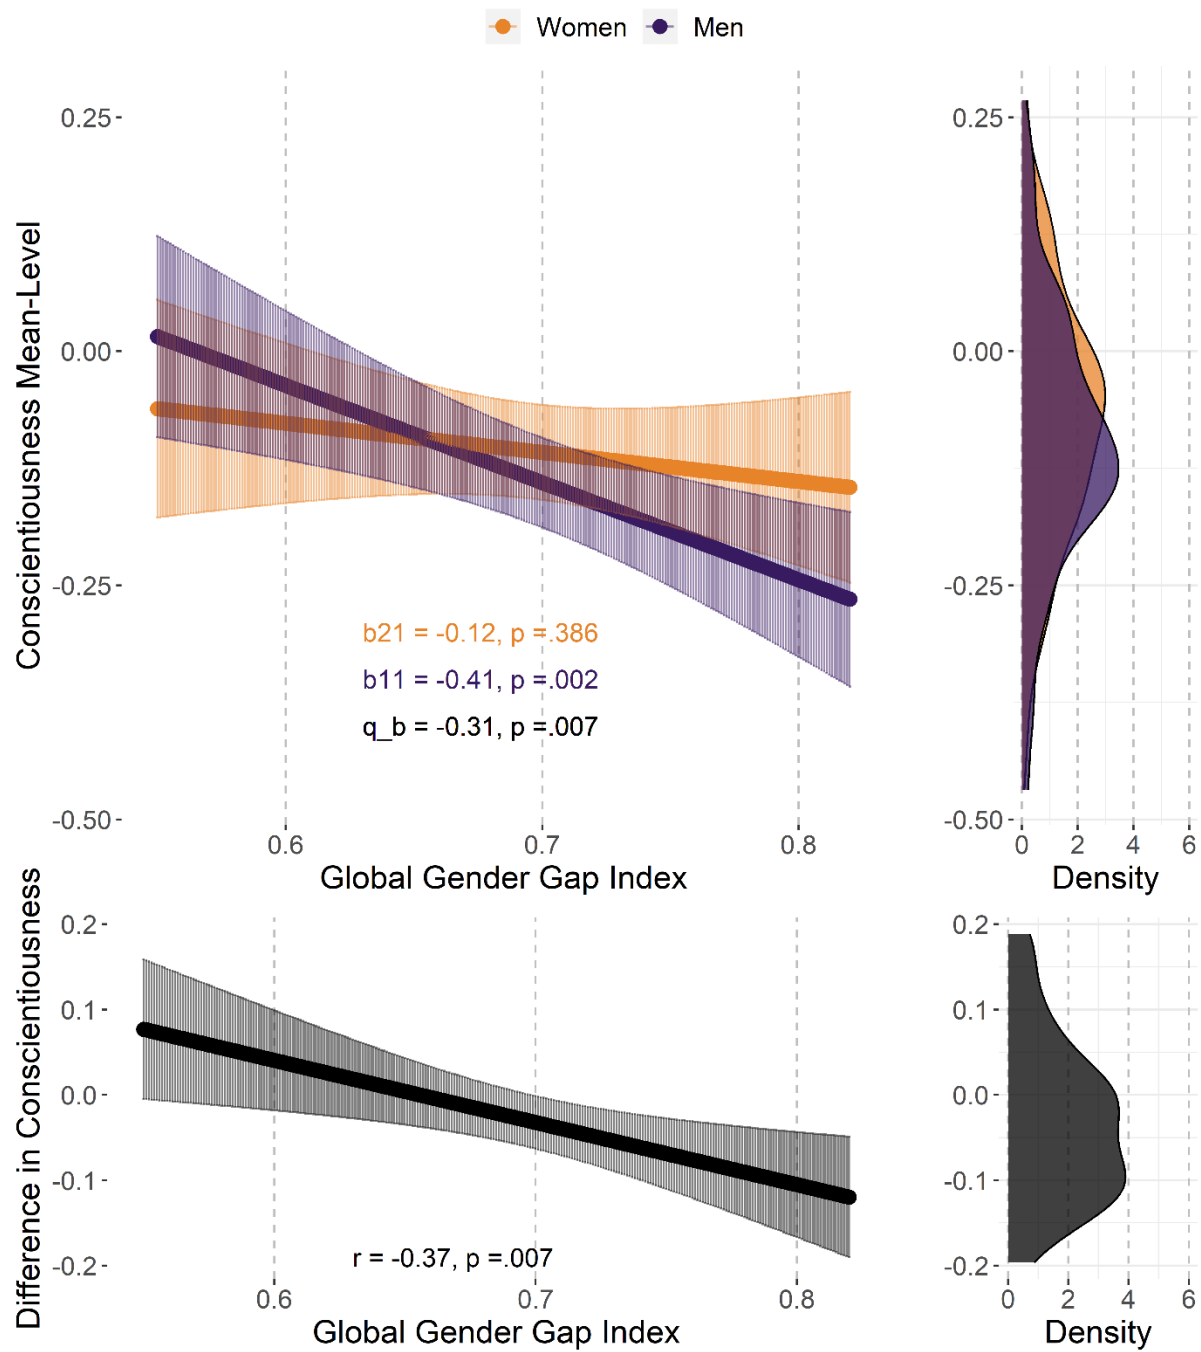 Women Men
Conscientiousness Mean-Level
0.25
0.00
-0.25
-0.50
b21 = -0.12, p =.386
b11 = -0.41, p =.002
q_b = -0.31, p =.007
0.6 0.7 0.8
Global Gender Gap Index
0.25
0.00
-0.25
-0.50
0 2 4 6
Density
Difference in Conscientiousness
0.2
0.1
0.0
-0.1
-0.2
r = -0.37, p =.007
0.6 0.7 0.8
Global Gender Gap Index
0.2
0.1
0.0
-0.1
-0.2
0 2 4 6
Density